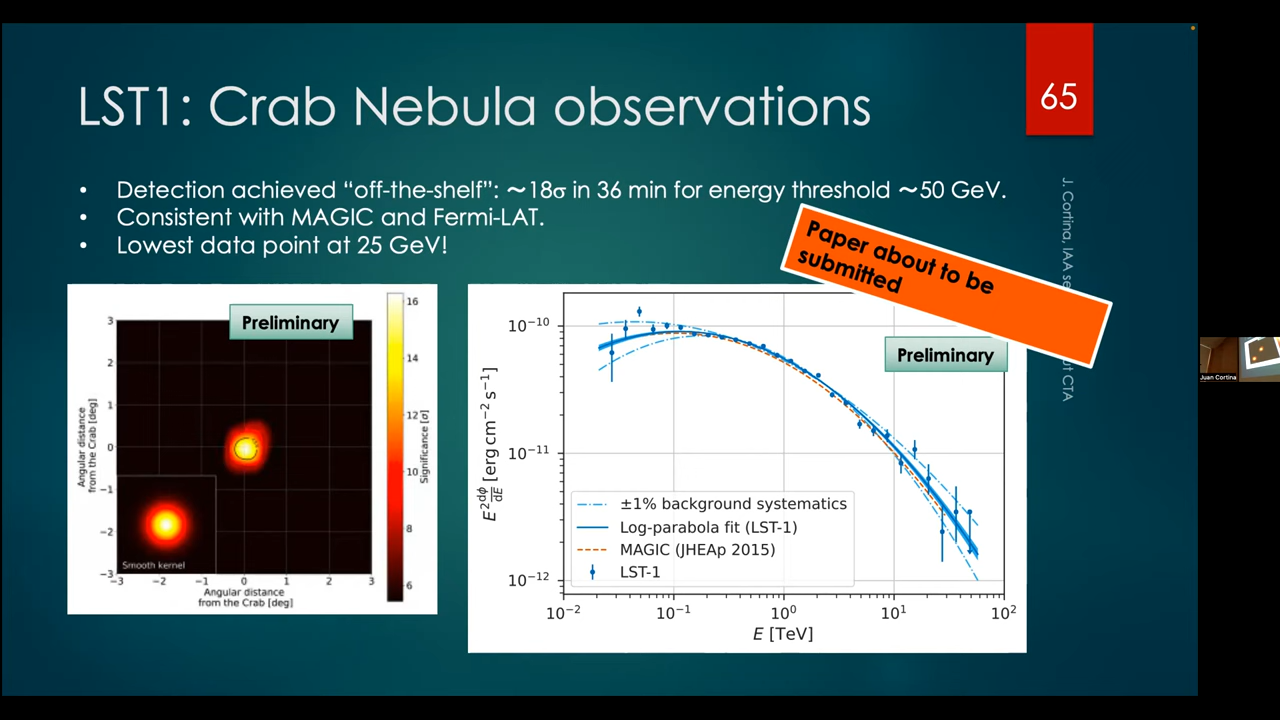 LST1: Crab Nebula observations
65
• Detection achieved “off-the-shelf”: ~18σ in 36 min for energy threshold ~50 GeV.
• Consistent with MAGIC and Fermi-LAT.
• Lowest data point at 25 GeV!
Paper about to be
submitted
J. Cortina, IAA se
ut CTA
Preliminary
3
2
1
0
−1
−2
−3
Angular distance
from the Crab [deg]
Smooth kernel
−3 −2 −1 0 1 2 3
Angular distance
from the Crab [deg]
16
14
12
10
8
6
Significance [σ]
Preliminary
10⁻¹⁰
10⁻¹¹
10⁻¹²
E² dϕ/dE [erg cm⁻² s⁻¹]
±1% background systematics
Log-parabola fit (LST-1)
MAGIC (JHEAp 2015)
LST-1
10⁻² 10⁻¹ 10⁰ 10¹ 10²
E [TeV]
Juan Cortina